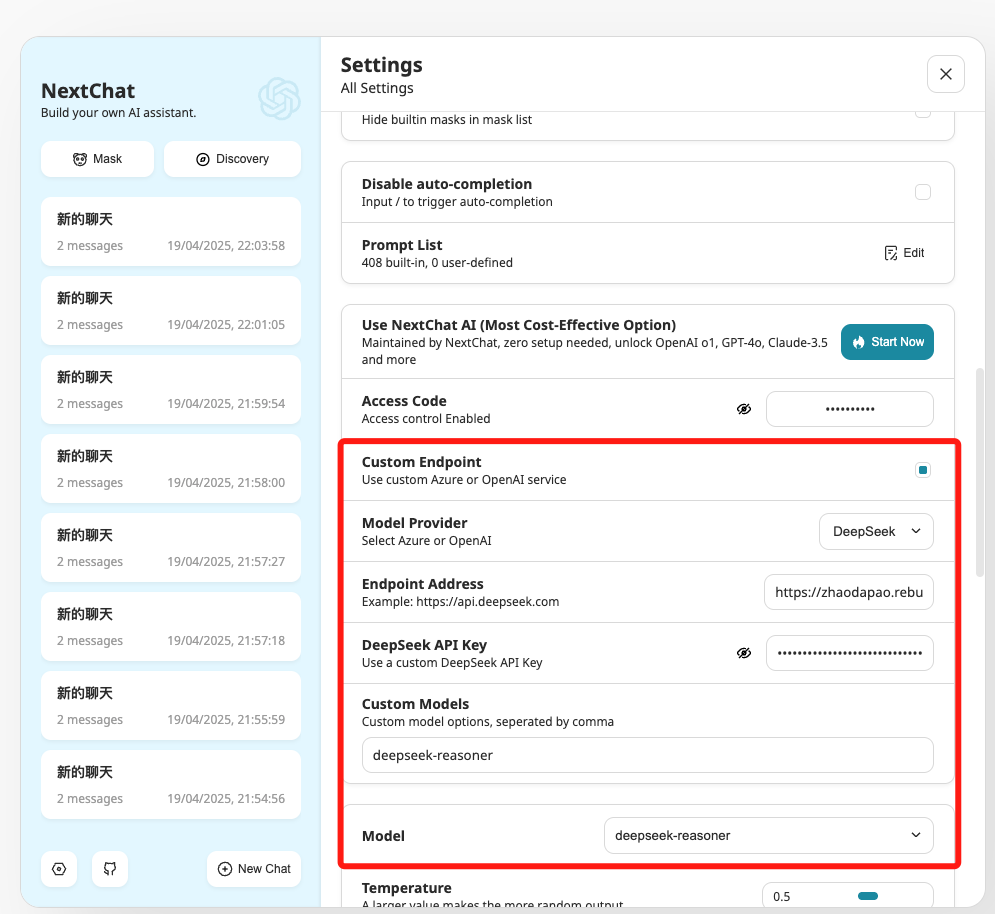 NextChat
Build your own AI assistant.
Mask
Discovery
新的聊天
2 messages 19/04/2025, 22:03:58
新的聊天
2 messages 19/04/2025, 22:01:05
新的聊天
2 messages 19/04/2025, 21:59:54
新的聊天
2 messages 19/04/2025, 21:58:00
新的聊天
2 messages 19/04/2025, 21:57:27
新的聊天
2 messages 19/04/2025, 21:57:18
新的聊天
2 messages 19/04/2025, 21:55:59
新的聊天
2 messages 19/04/2025, 21:54:56
New Chat
Settings
All Settings
Hide builtin masks in mask list
Disable auto-completion
Input / to trigger auto-completion
Prompt List
408 built-in, 0 user-defined
Edit
Use NextChat AI (Most Cost-Effective Option)
Maintained by NextChat, zero setup needed, unlock OpenAI o1, GPT-4o, Claude-3.5
and more
Start Now
Access Code
Access control Enabled
Custom Endpoint
Use custom Azure or OpenAI service
Model Provider
Select Azure or OpenAI
DeepSeek
Endpoint Address
Example: https://api.deepseek.com
https://zhaodapao.rebu
DeepSeek API Key
Use a custom DeepSeek API Key
Custom Models
Custom model options, seperated by comma
deepseek-reasoner
Model
deepseek-reasoner
Temperature
A larger value makes the more random output
0.5